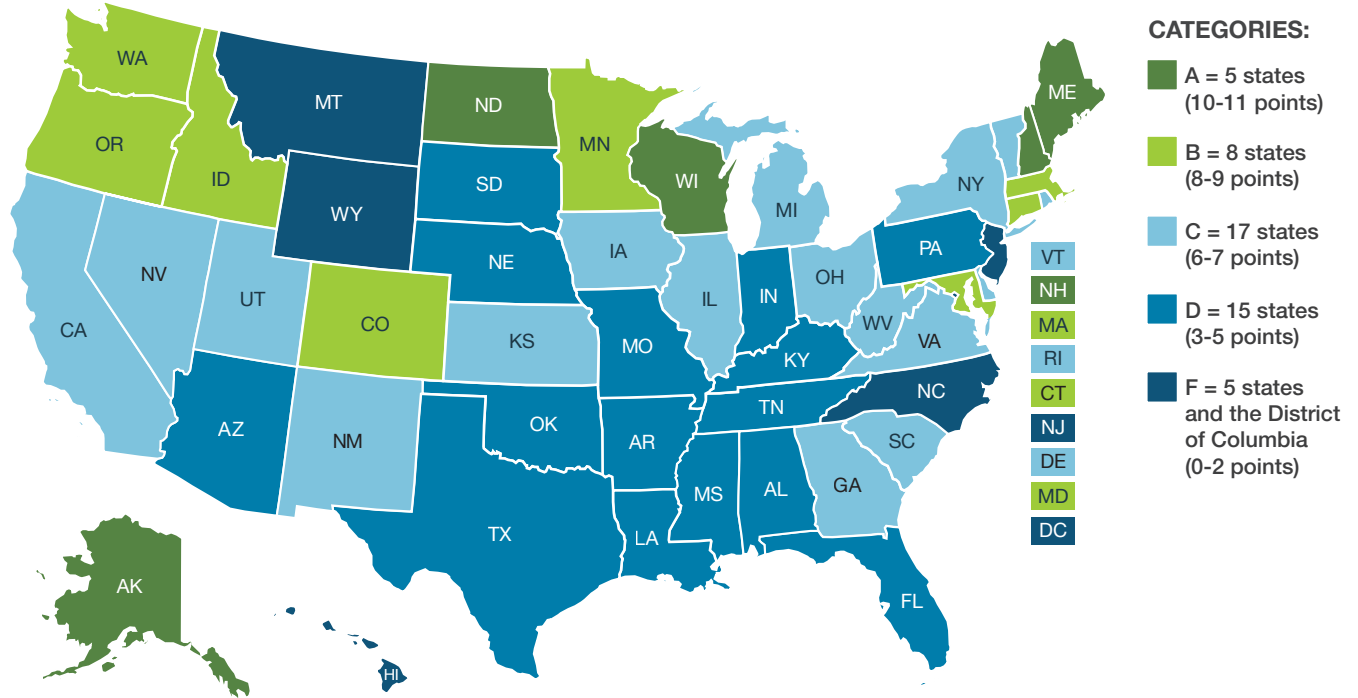 WA
OR
ID
MT
ND
MN
WI
ME
SD
WY
NE
IA
MI
NY
PA
NV
UT
CA
CO
KS
MO
IL
IN
OH
WV
VA
KY
NC
TN
SC
AZ
NM
OK
AR
TX
LA
MS
AL
GA
FL
AK
HI
VT
NH
MA
RI
CT
NJ
DE
MD
DC
CATEGORIES:
A = 5 states
(10-11 points)
B = 8 states
(8-9 points)
C = 17 states
(6-7 points)
D = 15 states
(3-5 points)
F = 5 states
and the District
of Columbia
(0-2 points)